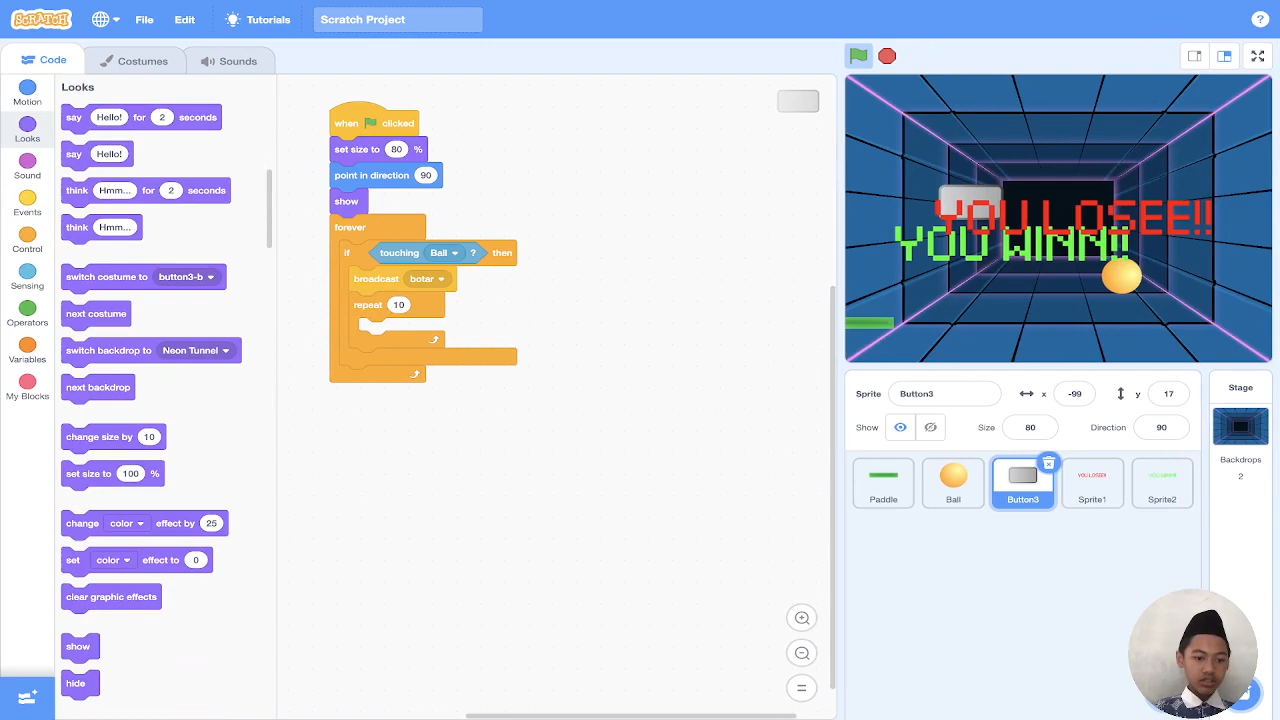 SCRATCH
File
Edit
Tutorials
Scratch Project
?
Code
Costumes
Sounds
Motion
Looks
Sound
Events
Control
Sensing
Operators
Variables
My Blocks
Looks
say Hello! for 2 seconds
say Hello!
think Hmm... for 2 seconds
think Hmm...
switch costume to button3-b
next costume
switch backdrop to Neon Tunnel
next backdrop
change size by 10
set size to 100 %
change color effect by 25
set color effect to 0
clear graphic effects
show
hide
when clicked
set size to 80 %
point in direction 90
show
forever
if touching Ball ? then
broadcast botar
repeat 10
YOU LOSEE!!
YOU WINN!!
Sprite Button3 x -99 y 17
Show Size 80 Direction 90
Paddle
Ball
Button3
YOU LOSEE!!
Sprite1
YOU WINN!!
Sprite2
Stage
Backdrops
2